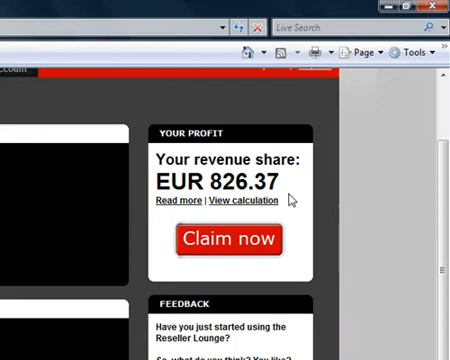 Live Search
Page Tools
YOUR PROFIT
Your revenue share:
EUR 826.37
Read more | View calculation
Claim now
FEEDBACK
Have you just started using the
Reseller Lounge?